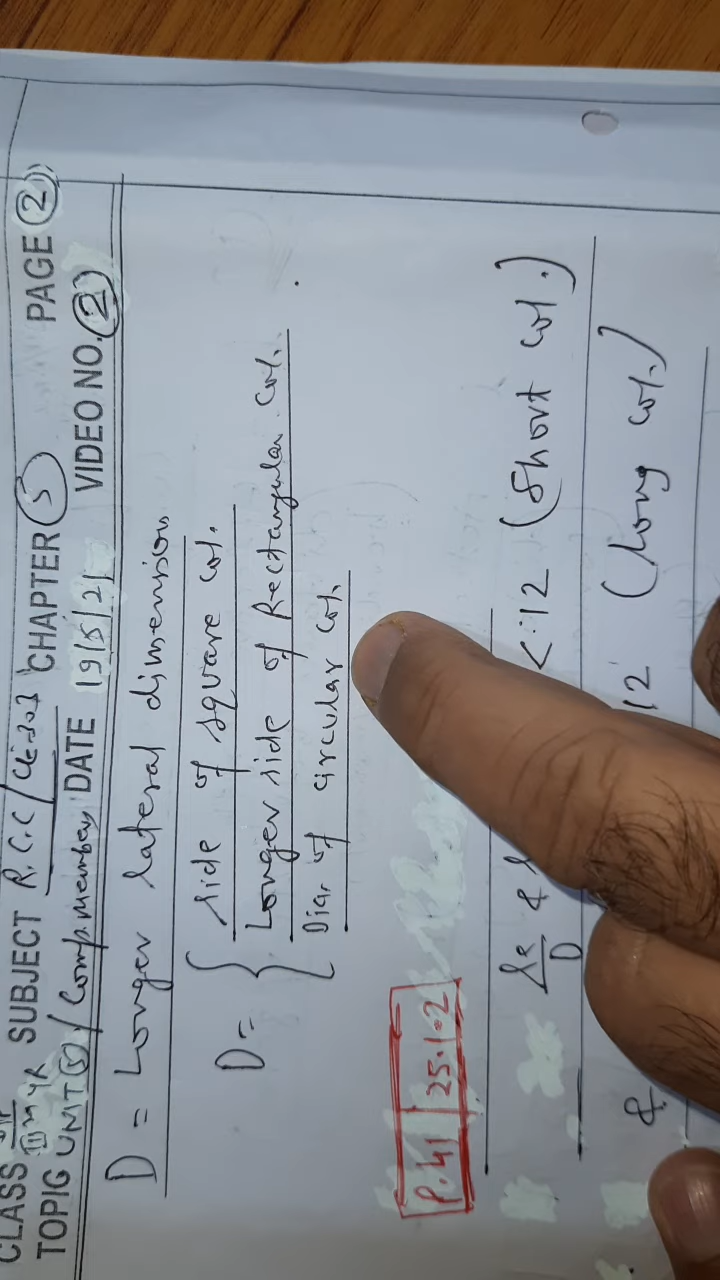 CLASS
SUBJECT R.C.C/ CHAPTER 5 PAGE 2
TOPIC UNIT 5/Comp.members DATE 19/5/21 VIDEO NO. 2
D = Longer lateral dimension
D = { side of square col.
Longer side of Rectangular col.
Dia. of circular col.
P.41 | 25.1.2
le/D & l < 12 (Short col.)
& 12 (Long col.)